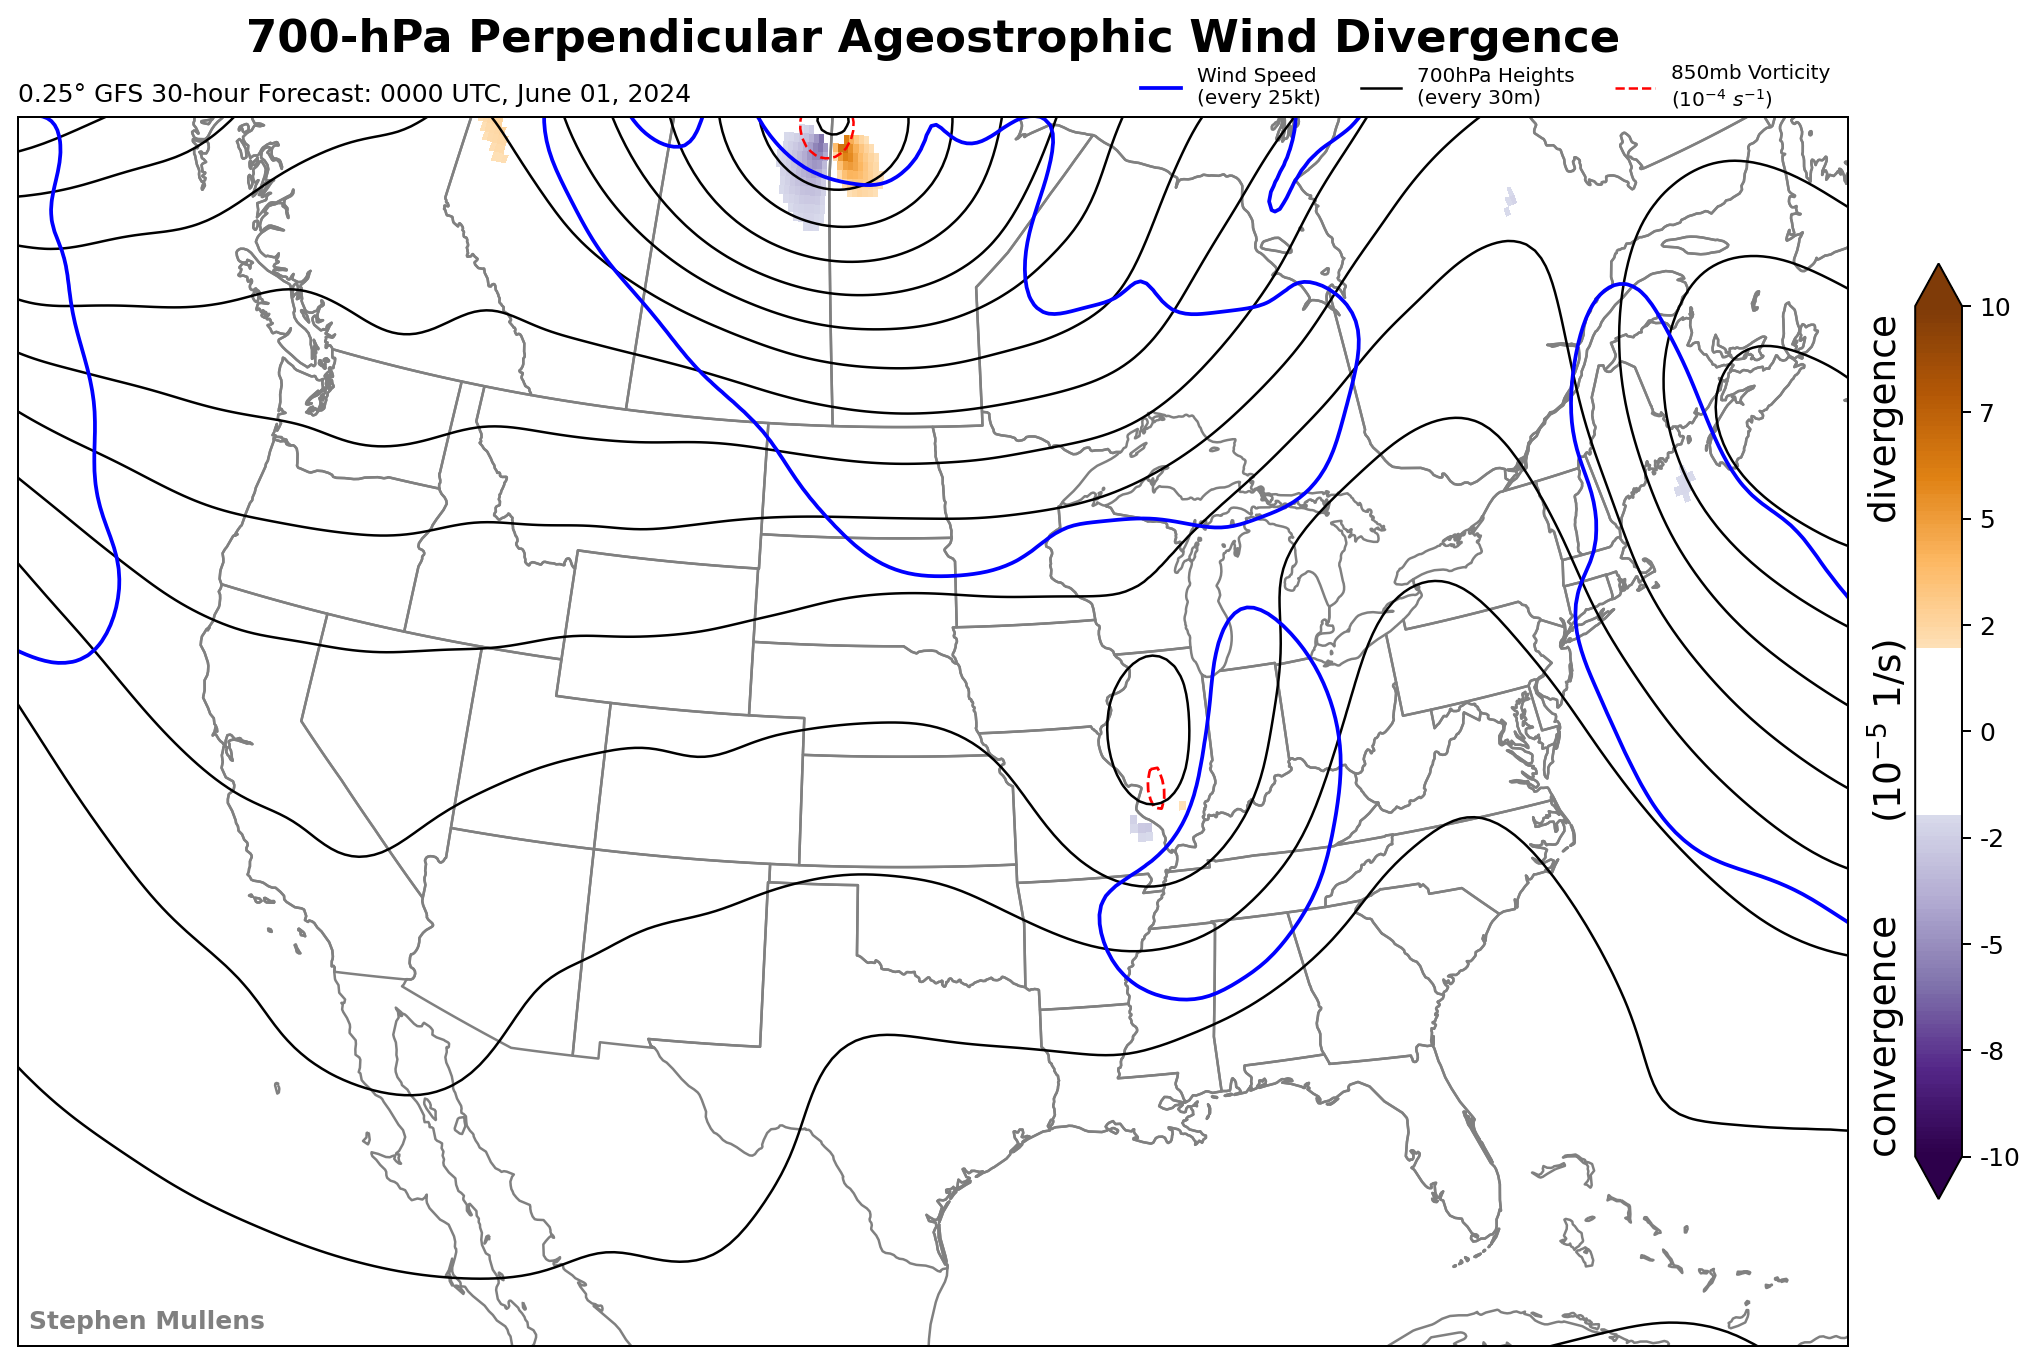 700-hPa Perpendicular Ageostrophic Wind Divergence
0.25° GFS 30-hour Forecast: 0000 UTC, June 01, 2024
Wind Speed
(every 25kt)
700hPa Heights
(every 30m)
850mb Vorticity
(10⁻⁴ s⁻¹)
10
7
5
2
0
-2
-5
-8
-10
convergence (10⁻⁵ 1/s) divergence
Stephen Mullens